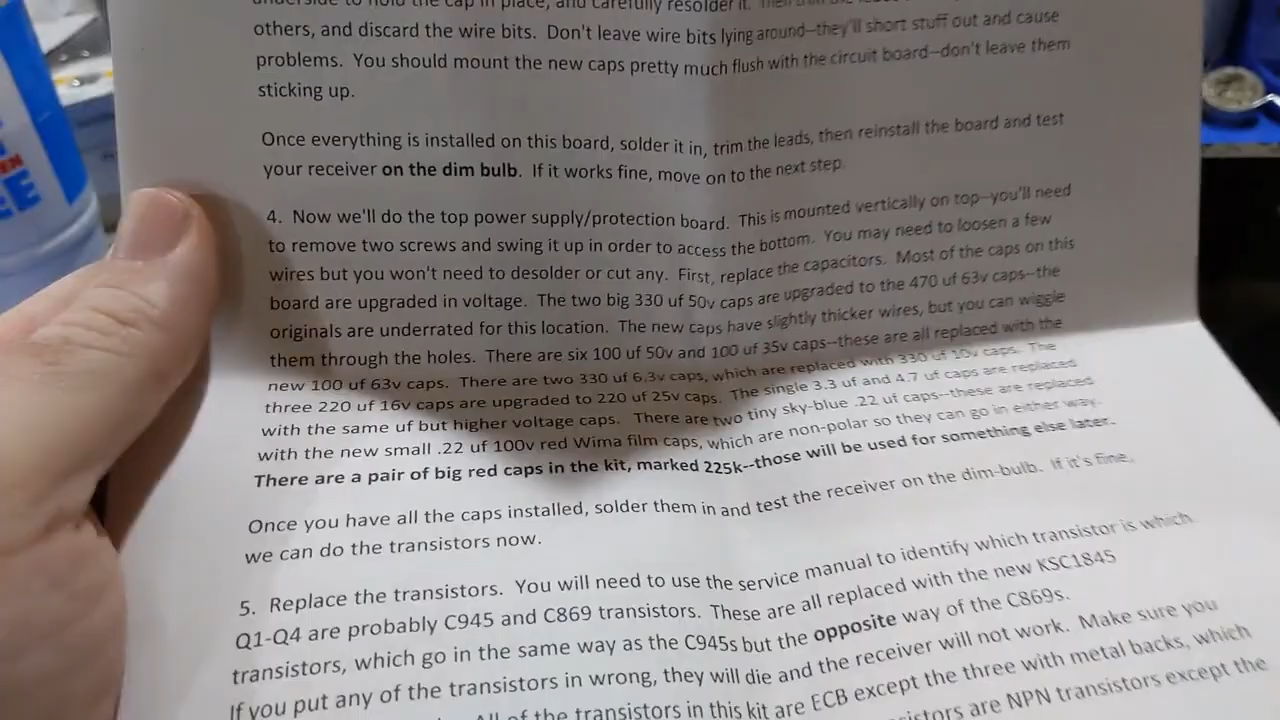 underside to hold the cap in place, and carefully resolder it. Then trim the leads
others, and discard the wire bits. Don't leave wire bits lying around--they'll short stuff out and cause
problems. You should mount the new caps pretty much flush with the circuit board--don't leave them
sticking up.
Once everything is installed on this board, solder it in, trim the leads, then reinstall the board and test
your receiver on the dim bulb. If it works fine, move on to the next step.
4. Now we'll do the top power supply/protection board. This is mounted vertically on top--you'll need
to remove two screws and swing it up in order to access the bottom. You may need to loosen a few
wires but you won't need to desolder or cut any. First, replace the capacitors. Most of the caps on this
board are upgraded in voltage. The two big 330 uf 50v caps are upgraded to the 470 uf 63v caps--the
originals are underrated for this location. The new caps have slightly thicker wires, but you can wiggle
them through the holes. There are six 100 uf 50v and 100 uf 35v caps--these are all replaced with the
new 100 uf 63v caps. There are two 330 uf 6.3v caps, which are replaced with 330 uf 10v caps. The
three 220 uf 16v caps are upgraded to 220 uf 25v caps. The single 3.3 uf and 4.7 uf caps are replaced
with the same uf but higher voltage caps. There are two tiny sky-blue .22 uf caps--these are replaced
with the new small .22 uf 100v red Wima film caps, which are non-polar so they can go in either way.
There are a pair of big red caps in the kit, marked 225k--those will be used for something else later.
Once you have all the caps installed, solder them in and test the receiver on the dim-bulb. If it's fine,
we can do the transistors now.
5. Replace the transistors. You will need to use the service manual to identify which transistor is which.
Q1-Q4 are probably C945 and C869 transistors. These are all replaced with the new KSC1845
transistors, which go in the same way as the C945s but the opposite way of the C869s.
If you put any of the transistors in wrong, they will die and the receiver will not work. Make sure you
All of the transistors in this kit are ECB except the three with metal backs, which
are NPN transistors except the